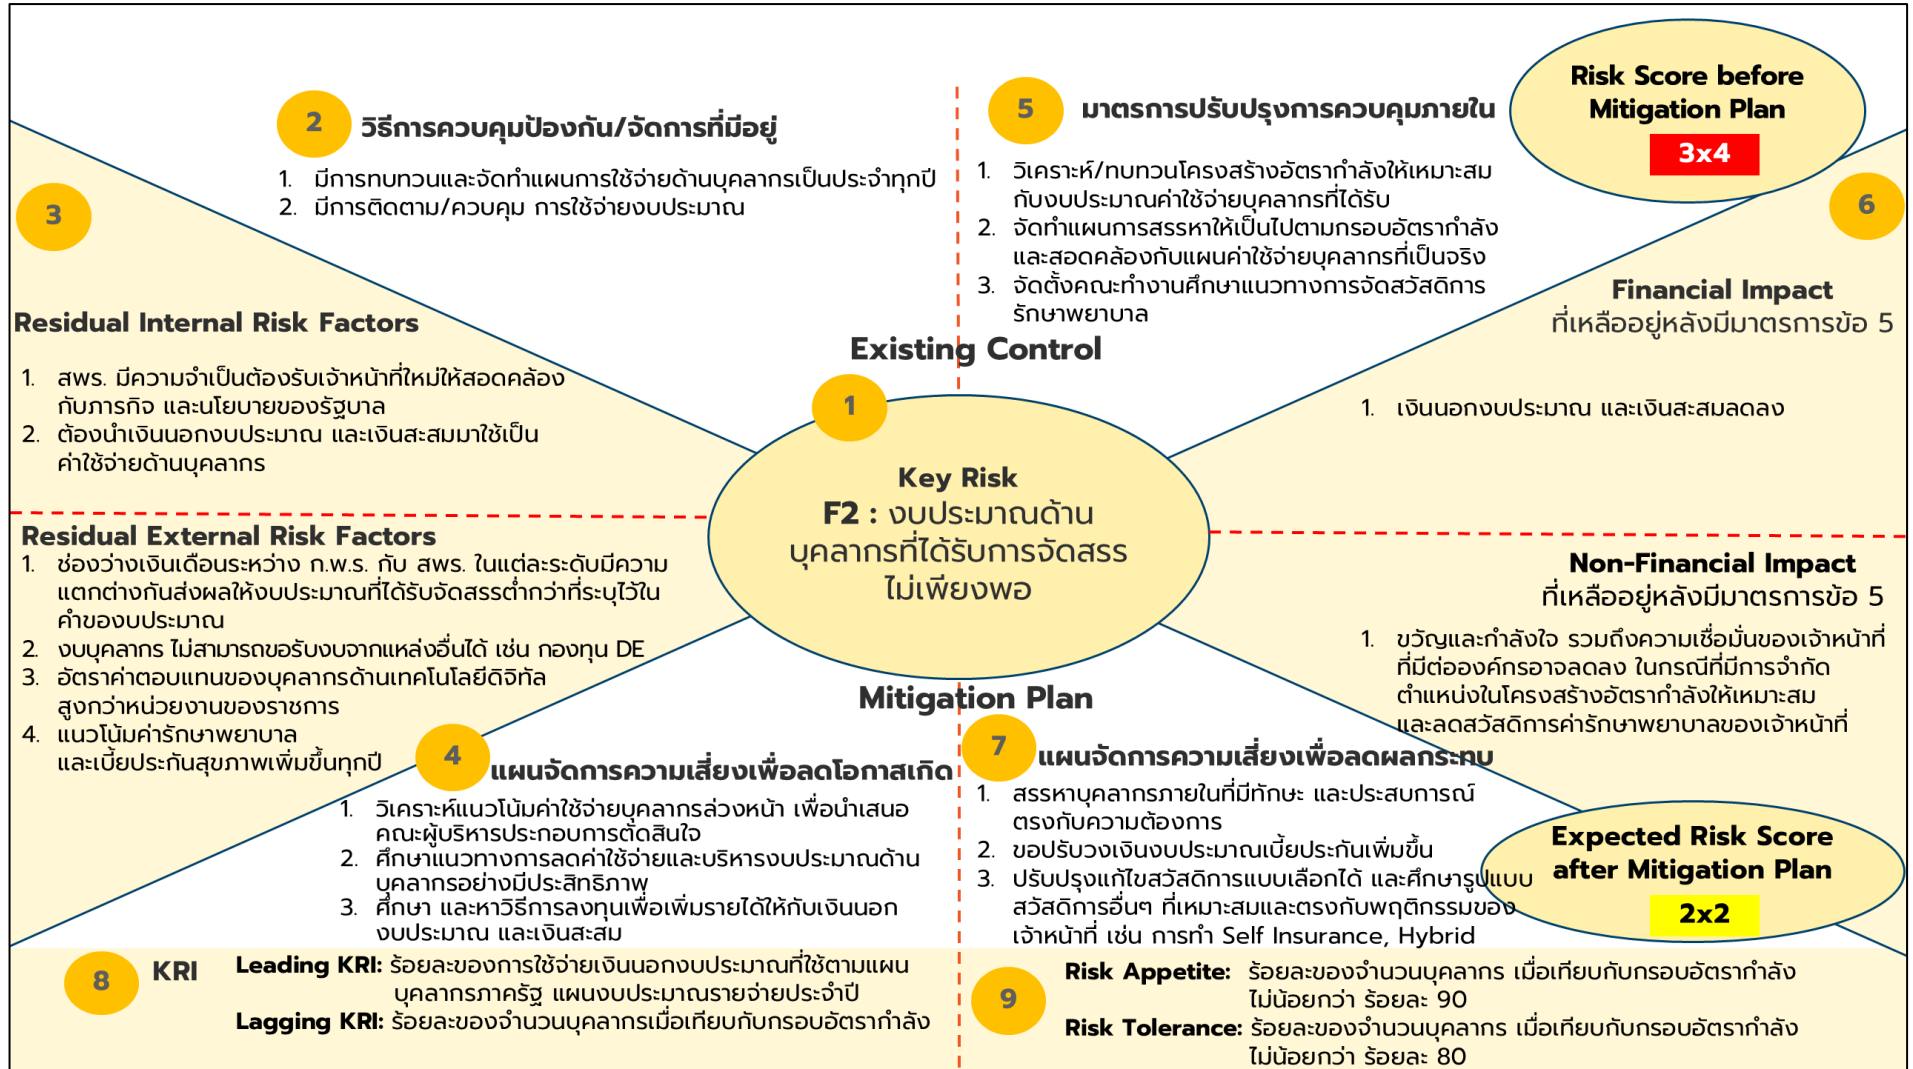 Risk Score before
Mitigation Plan
3x4
2
วิธีการควบคุมป้องกัน/จัดการที่มีอยู่
1. มีการทบทวนและจัดทำแผนการใช้จ่ายด้านบุคลากรเป็นประจำทุกปี
2. มีการติดตาม/ควบคุม การใช้จ่ายงบประมาณ
5
มาตรการปรับปรุงการควบคุมภายใน
1. วิเคราะห์/ทบทวนโครงสร้างอัตรากำลังให้เหมาะสม
กับงบประมาณค่าใช้จ่ายบุคลากรที่ได้รับ
2. จัดทำแผนการสรรหาให้เป็นไปตามกรอบอัตรากำลัง
และสอดคล้องกับแผนค่าใช้จ่ายบุคลากรที่เป็นจริง
3. จัดตั้งคณะทำงานศึกษาแนวทางการจัดสวัสดิการ
รักษาพยาบาล
Existing Control
3
Residual Internal Risk Factors
1. สพร. มีความจำเป็นต้องรับเจ้าหน้าที่ใหม่ให้สอดคล้อง
กับภารกิจ และนโยบายของรัฐบาล
2. ต้องนำเงินนอกงบประมาณ และเงินสะสมมาใช้เป็น
ค่าใช้จ่ายด้านบุคลากร
Residual External Risk Factors
1. ช่องว่างเงินเดือนระหว่าง ก.พ.ร. กับ สพร. ในแต่ละระดับมีความ
แตกต่างกันส่งผลให้งบประมาณที่ได้รับจัดสรรต่ำกว่าที่ระบุไว้ใน
คำของบประมาณ
2. งบบุคลากร ไม่สามารถขอรับงบจากแหล่งอื่นได้ เช่น กองทุน DE
3. อัตราค่าตอบแทนของบุคลากรด้านเทคโนโลยีดิจิทัล
สูงกว่าหน่วยงานของราชการ
4. แนวโน้มค่ารักษาพยาบาล
และเบี้ยประกันสุขภาพเพิ่มขึ้นทุกปี
1
Key Risk
F2 : งบประมาณด้าน
บุคลากรที่ได้รับการจัดสรร
ไม่เพียงพอ
6
Financial Impact
ที่เหลืออยู่หลังมีมาตรการข้อ 5
1. เงินนอกงบประมาณ และเงินสะสมลดลง
Non-Financial Impact
ที่เหลืออยู่หลังมีมาตรการข้อ 5
1. ขวัญและกำลังใจ รวมถึงความเชื่อมั่นของเจ้าหน้าที่
ที่มีต่อองค์กรอาจลดลง ในกรณีที่มีการจำกัด
ตำแหน่งในโครงสร้างอัตรากำลังให้เหมาะสม
และลดสวัสดิการค่ารักษาพยาบาลของเจ้าหน้าที่
Mitigation Plan
4
แผนจัดการความเสี่ยงเพื่อลดโอกาสเกิด
1. วิเคราะห์แนวโน้มค่าใช้จ่ายบุคลากรล่วงหน้า เพื่อนำเสนอ
คณะผู้บริหารประกอบการตัดสินใจ
2. ศึกษาแนวทางการลดค่าใช้จ่ายและบริหารงบประมาณด้าน
บุคลากรอย่างมีประสิทธิภาพ
3. ศึกษา และหาวิธีการลงทุนเพื่อเพิ่มรายได้ให้กับเงินนอก
งบประมาณ และเงินสะสม
7
แผนจัดการความเสี่ยงเพื่อลดผลกระทบ
1. สรรหาบุคลากรภายในที่มีทักษะ และประสบการณ์
ตรงกับความต้องการ
2. ขอปรับวงเงินงบประมาณเบี้ยประกันเพิ่มขึ้น
3. ปรับปรุงแก้ไขสวัสดิการแบบเลือกได้ และศึกษารูปแบบ
สวัสดิการอื่นๆ ที่เหมาะสมและตรงกับพฤติกรรมของ
เจ้าหน้าที่ เช่น การทำ Self Insurance, Hybrid
Expected Risk Score
after Mitigation Plan
2x2
8
KRI
Leading KRI: ร้อยละของการใช้จ่ายเงินนอกงบประมาณที่ใช้ตามแผน
บุคลากรภาครัฐ แผนงบประมาณรายจ่ายประจำปี
Lagging KRI: ร้อยละของจำนวนบุคลากรเมื่อเทียบกับกรอบอัตรากำลัง
9
Risk Appetite: ร้อยละของจำนวนบุคลากร เมื่อเทียบกับกรอบอัตรากำลัง
ไม่น้อยกว่า ร้อยละ 90
Risk Tolerance: ร้อยละของจำนวนบุคลากร เมื่อเทียบกับกรอบอัตรากำลัง
ไม่น้อยกว่า ร้อยละ 80